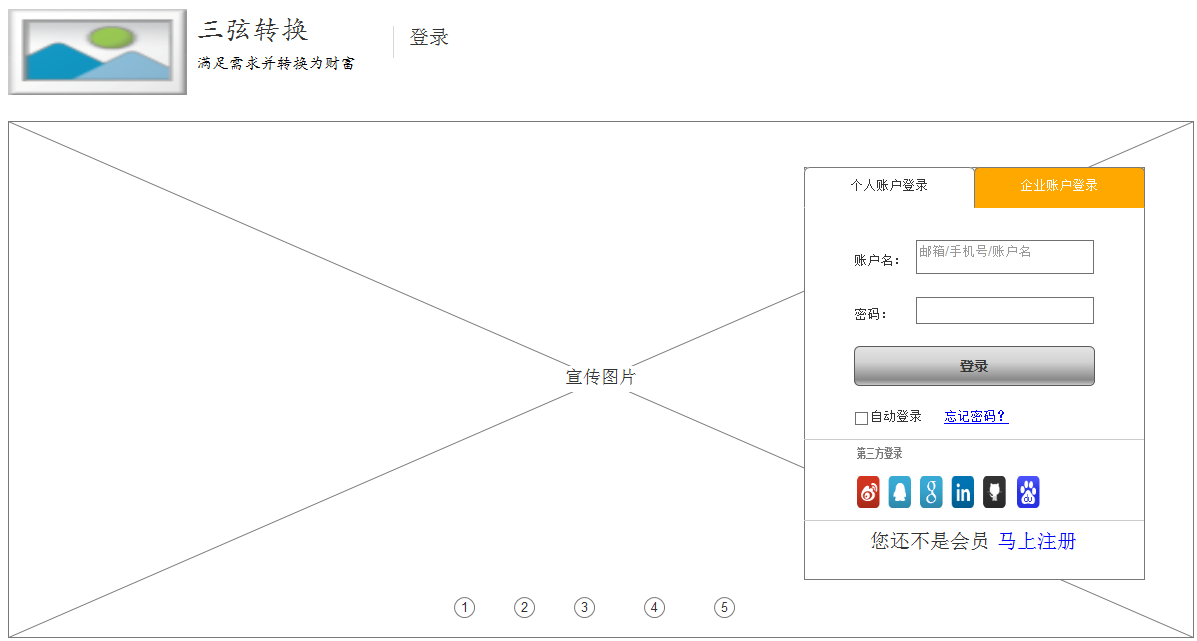 三弦转换
满足需求并转换为财富
登录
个人账户登录
企业账户登录
账户名：
邮箱/手机号/账户名
密码：
登录
自动登录
忘记密码？
第三方登录
g
in
du
宣传图片
您还不是会员 马上注册
1 2 3 4 5